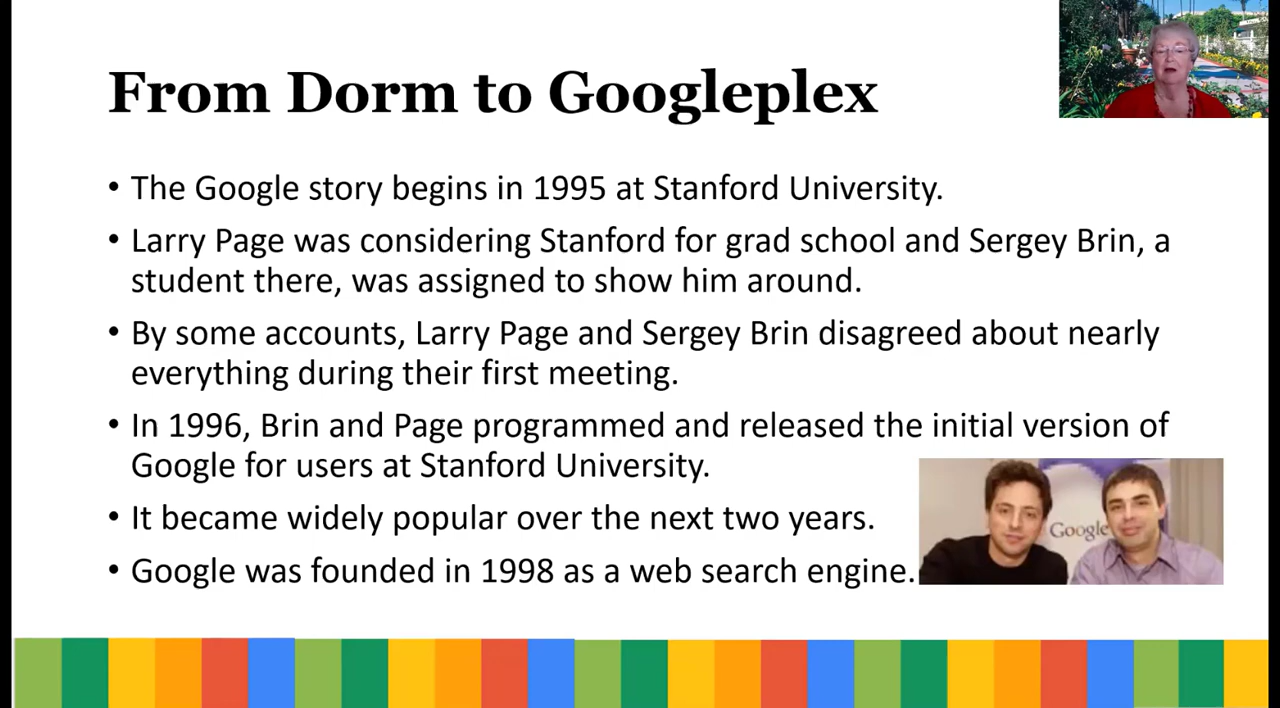 From Dorm to Googleplex
• The Google story begins in 1995 at Stanford University.
• Larry Page was considering Stanford for grad school and Sergey Brin, a
student there, was assigned to show him around.
• By some accounts, Larry Page and Sergey Brin disagreed about nearly
everything during their first meeting.
• In 1996, Brin and Page programmed and released the initial version of
Google for users at Stanford University.
• It became widely popular over the next two years.
• Google was founded in 1998 as a web search engine.
Google